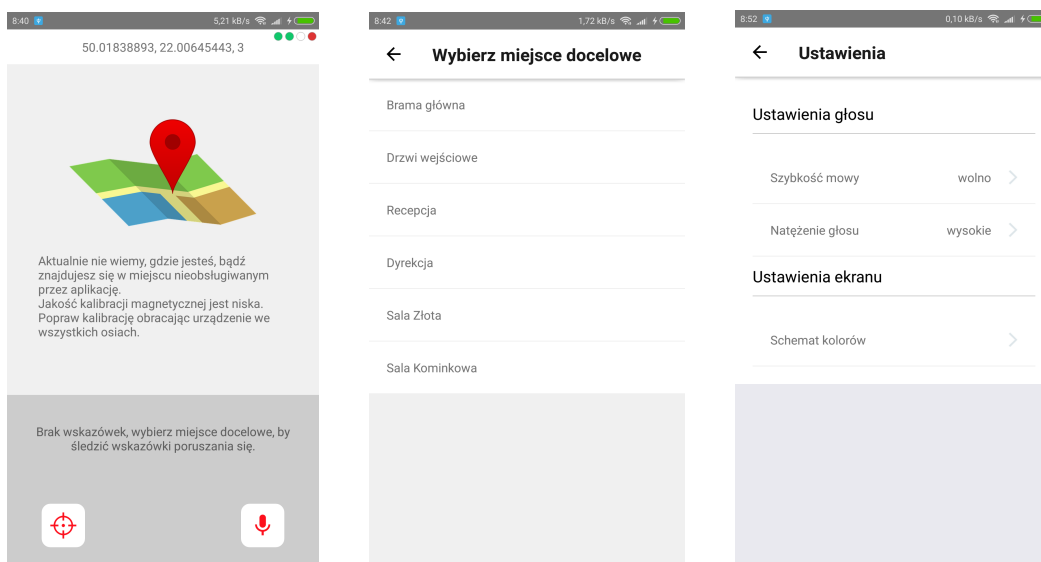 8:40 5,21 kB/s
50.01838893, 22.00645443, 3
Aktualnie nie wiemy, gdzie jesteś, bądź
znajdujesz się w miejscu nieobsługiwanym
przez aplikację.
Jakość kalibracji magnetycznej jest niska.
Popraw kalibrację obracając urządzenie we
wszystkich osiach.
Brak wskazówek, wybierz miejsce docelowe, by
śledzić wskazówki poruszania się.
8:42 1,72 kB/s
Wybierz miejsce docelowe
Brama główna
Drzwi wejściowe
Recepcja
Dyrekcja
Sala Złota
Sala Kominkowa
8:52 0,10 kB/s
Ustawienia
Ustawienia głosu
Szybkość mowy wolno
Natężenie głosu wysokie
Ustawienia ekranu
Schemat kolorów